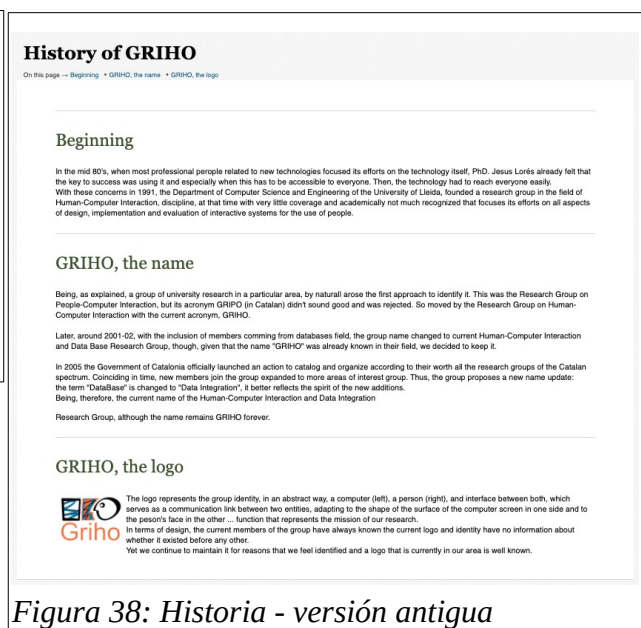 History of GRIHO
On this page → Beginning • GRIHO, the name • GRIHO, the logo
Beginning
In the mid 80's, when most professional perople related to new technologies focused its efforts on the technology itself, PhD. Jesus Lorés already felt that
the key to success was using it and especially when this has to be accessible to everyone. Then, the technology had to reach everyone easily.
With these concerns in 1991, the Department of Computer Science and Engineering of the University of Lleida, founded a research group in the field of
Human-Computer Interaction, discipline, at that time with very little coverage and academically not much recognized that focuses its efforts on all aspects
of design, implementation and evaluation of interactive systems for the use of people.
GRIHO, the name
Being, as explained, a group of university research in a particular area, by naturall arose the first approach to identify it. This was the Research Group on
People-Computer Interaction, but its acronym GRIPO (in Catalan) didn't sound good and was rejected. So moved by the Research Group on Human-
Computer Interaction with the current acronym, GRIHO.
Later, around 2001-02, with the inclusion of members comming from databases field, the group name changed to current Human-Computer Interaction
and Data Base Research Group, though, given that the name "GRIHO" was already known in their field, we decided to keep it.
In 2005 the Government of Catalonia officially launched an action to catalog and organize according to their worth all the research groups of the Catalan
spectrum. Coinciding in time, new members join the group expanded to more areas of interest group. Thus, the group proposes a new name update:
the term "DataBase" is changed to "Data Integration", it better reflects the spirit of the new additions.
Being, therefore, the current name of the Human-Computer Interaction and Data Integration
Research Group, although the name remains GRIHO forever.
GRIHO, the logo
Griho
The logo represents the group identity, in an abstract way, a computer (left), a person (right), and interface between both, which
serves as a communication link between two entities, adapting to the shape of the surface of the computer screen in one side and to
the peson's face in the other ... function that represents the mission of our research.
In terms of design, the current members of the group have always known the current logo and identity have no information about
whether it existed before any other.
Yet we continue to maintain it for reasons that we feel identified and a logo that is currently in our area is well known.
Figura 38: Historia - versión antigua